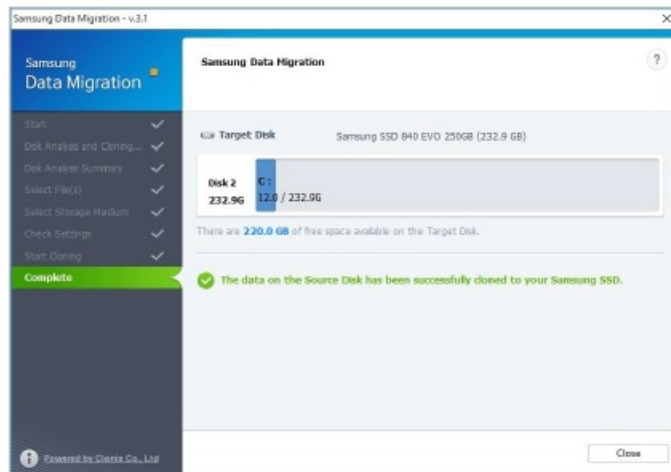 Samsung Data Migration - v.3.1
Samsung
Data Migration
Samsung Data Migration
?
Start
Disk Analysis and Cloning...
Disk Analysis Summary
Select File(s)
Select Storage Medium
Check Settings
Start Cloning
Complete
Target Disk
Samsung SSD 840 EVO 250GB (232.9 GB)
Disk 2
232.9G
C :
12.0 / 232.9G
There are 220.0 GB of free space available on the Target Disk.
The data on the Source Disk has been successfully cloned to your Samsung SSD.
Powered by Clonix Co., Ltd
Close